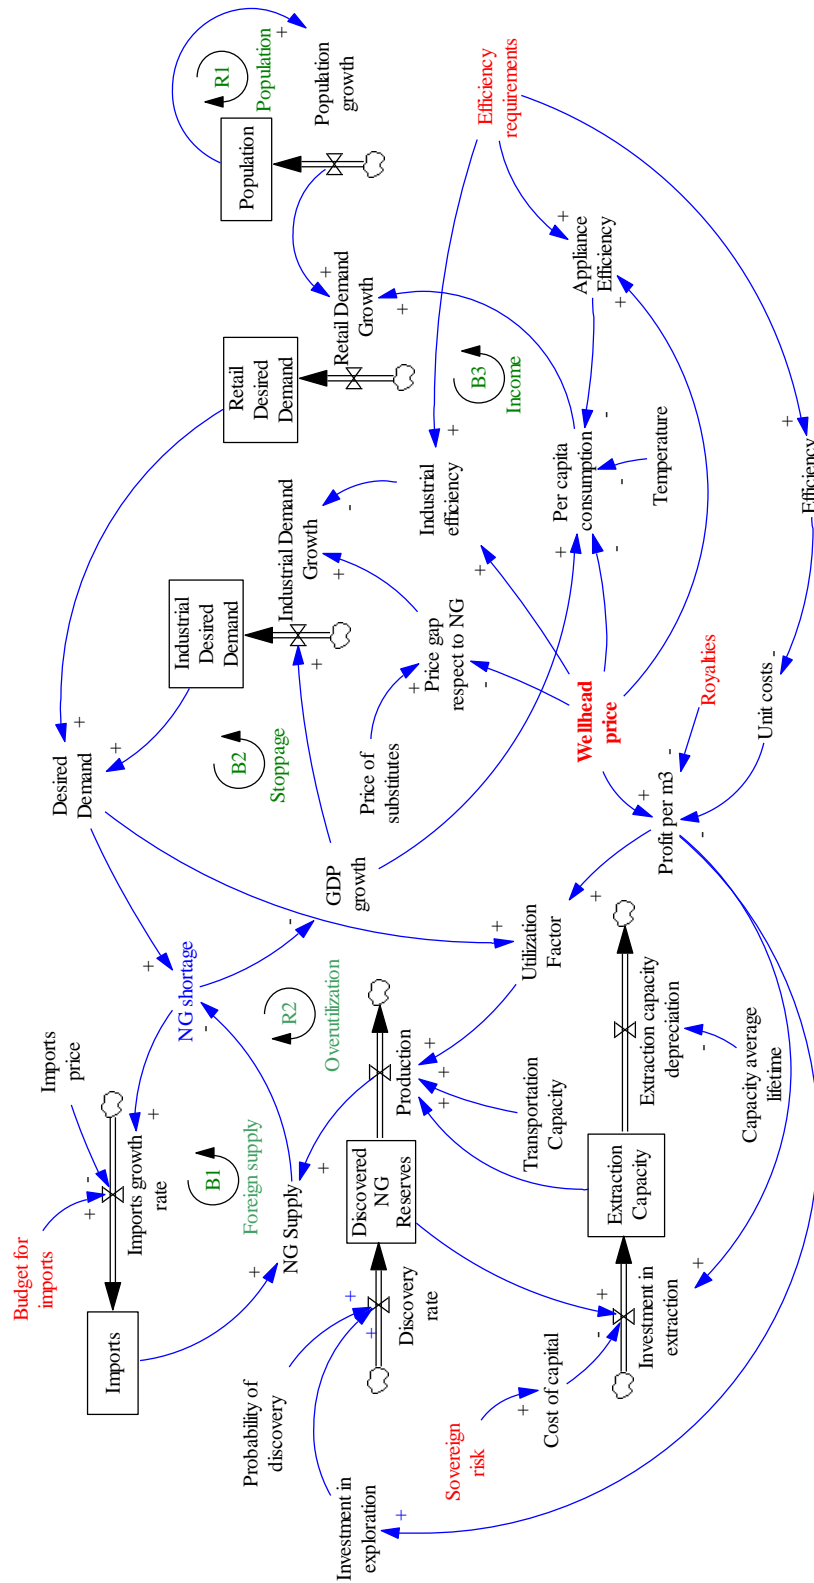 Budget for
imports
Imports
price
Imports
Imports growth
rate
NG shortage
Desired
Demand
B1
Foreign supply
NG Supply
R2
Overutilization
GDP
growth
B2
Stoppage
Industrial
Desired
Demand
Industrial Demand
Growth
Retail
Desired
Demand
Retail Demand
Growth
Population
R1
Population
Population
growth
Probability of
discovery
Discovery
rate
Discovered
NG
Reserves
Production
Investment in
exploration
Sovereign
risk
Cost of capital
Investment in
extraction
Extraction
Capacity
Transportation
Capacity
Extraction capacity
depreciation
Capacity average
lifetime
Utilization
Factor
Price of
substitutes
Price gap
respect to NG
Industrial
efficiency
B3
Income
Efficiency
requirements
Wellhead
price
Per capita
consumption
Appliance
Efficiency
Temperature
Profit per m3
Royalties
Unit costs
Efficiency